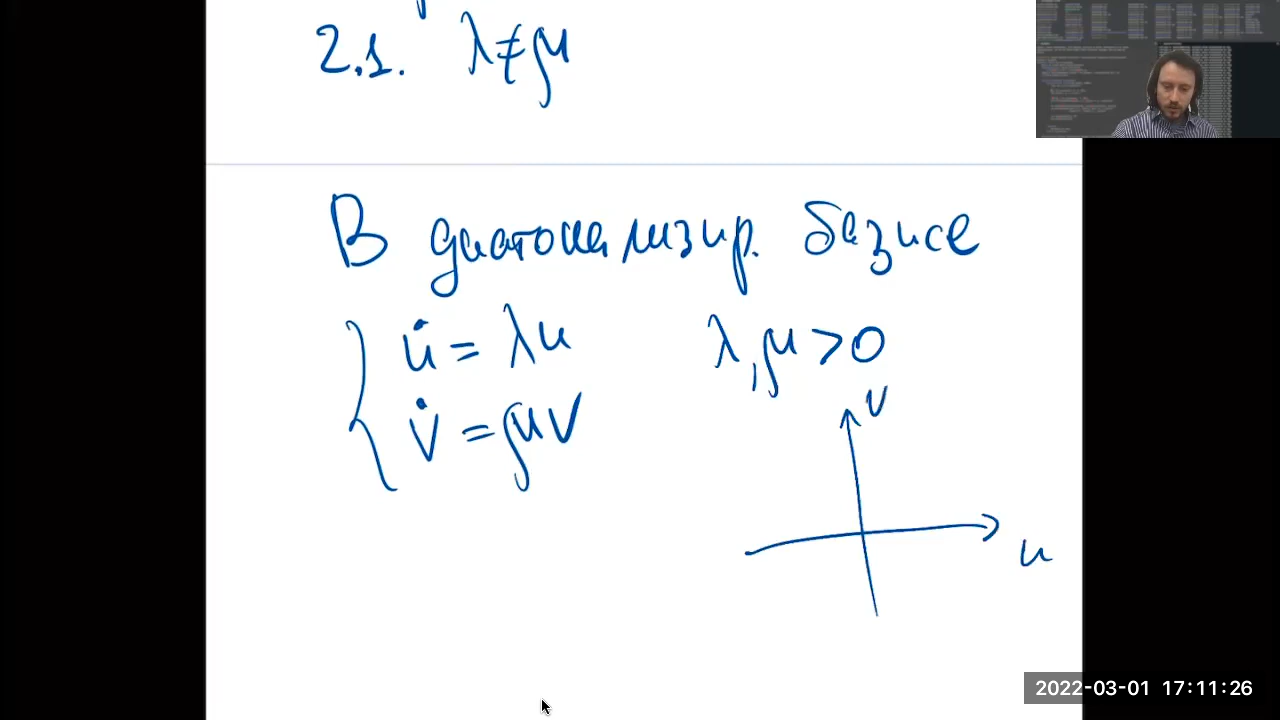 2.1. λ≠μ
В диагонализир. базисе
u̇ = λu λ, μ > 0
v̇ = μv
v
u
2022-03-01 17:11:26